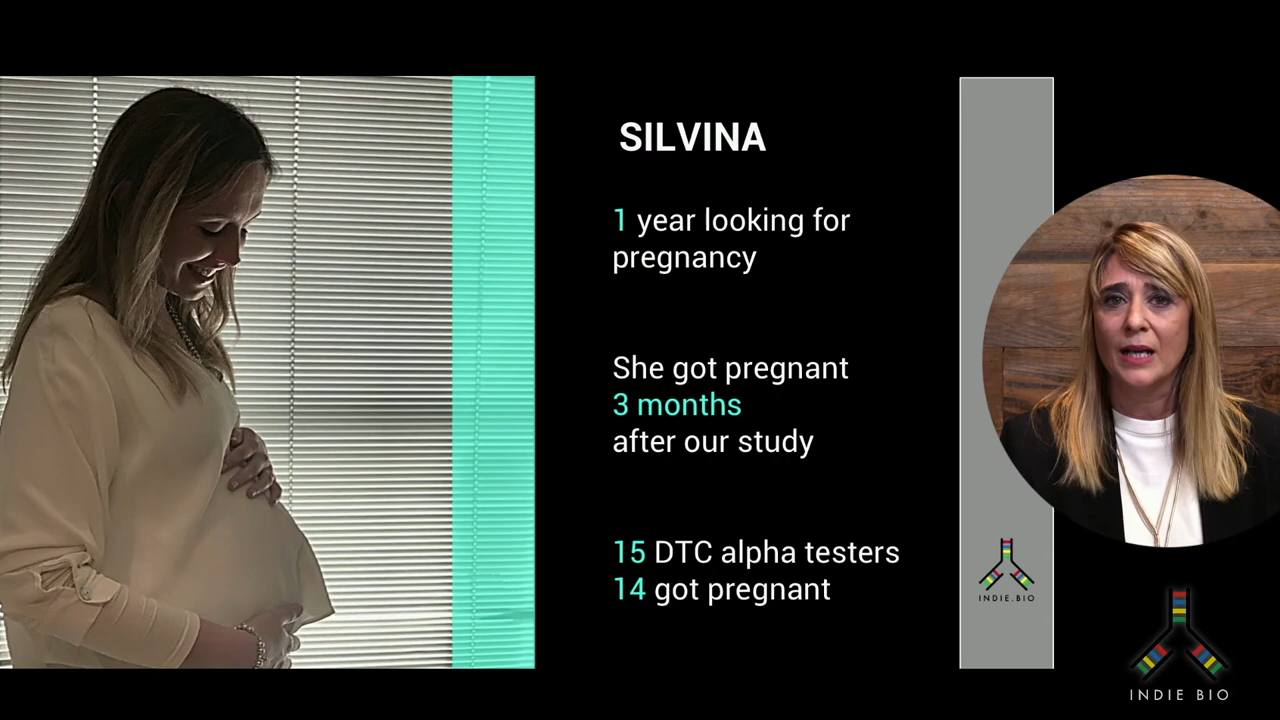 SILVINA
1 year looking for
pregnancy
She got pregnant
3 months
after our study
15 DTC alpha testers
14 got pregnant
INDIE.BIO
INDIE BIO